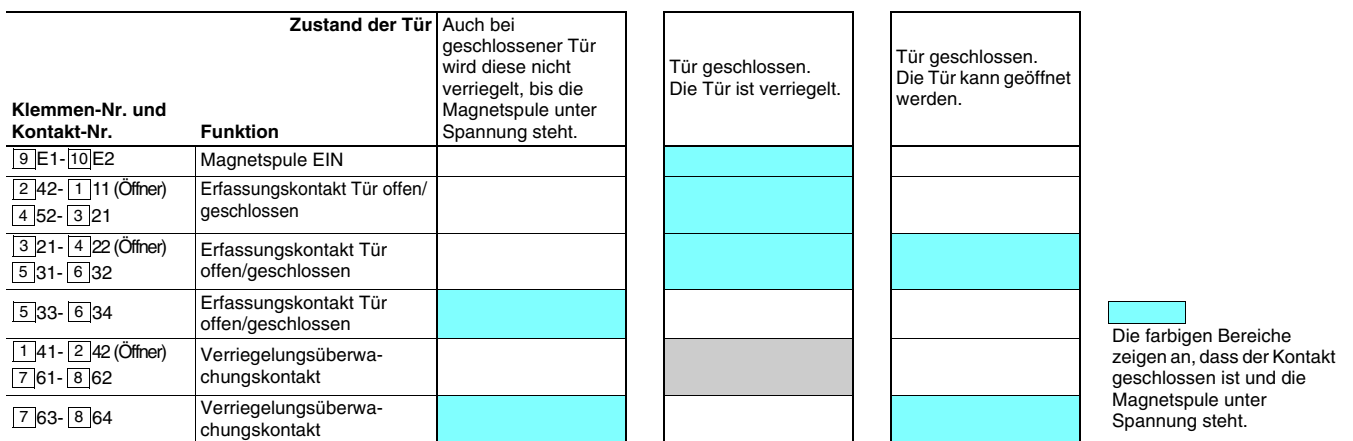 Zustand der Tür
Auch bei
geschlossener Tür
wird diese nicht
verriegelt, bis die
Magnetspule unter
Spannung steht.
Tür geschlossen.
Die Tür ist verriegelt.
Tür geschlossen.
Die Tür kann geöffnet
werden.
Klemmen-Nr. und
Kontakt-Nr.
Funktion
9 E1- 10 E2
Magnetspule EIN
2 42- 1 11 (Öffner)
4 52- 3 21
Erfassungskontakt Tür offen/
geschlossen
3 21- 4 22 (Öffner)
5 31- 6 32
Erfassungskontakt Tür
offen/geschlossen
5 33- 6 34
Erfassungskontakt Tür
offen/geschlossen
1 41- 2 42 (Öffner)
7 61- 8 62
Verriegelungsüberwa-
chungskontakt
7 63- 8 64
Verriegelungsüberwa-
chungskontakt
Die farbigen Bereiche
zeigen an, dass der Kontakt
geschlossen ist und die
Magnetspule unter
Spannung steht.